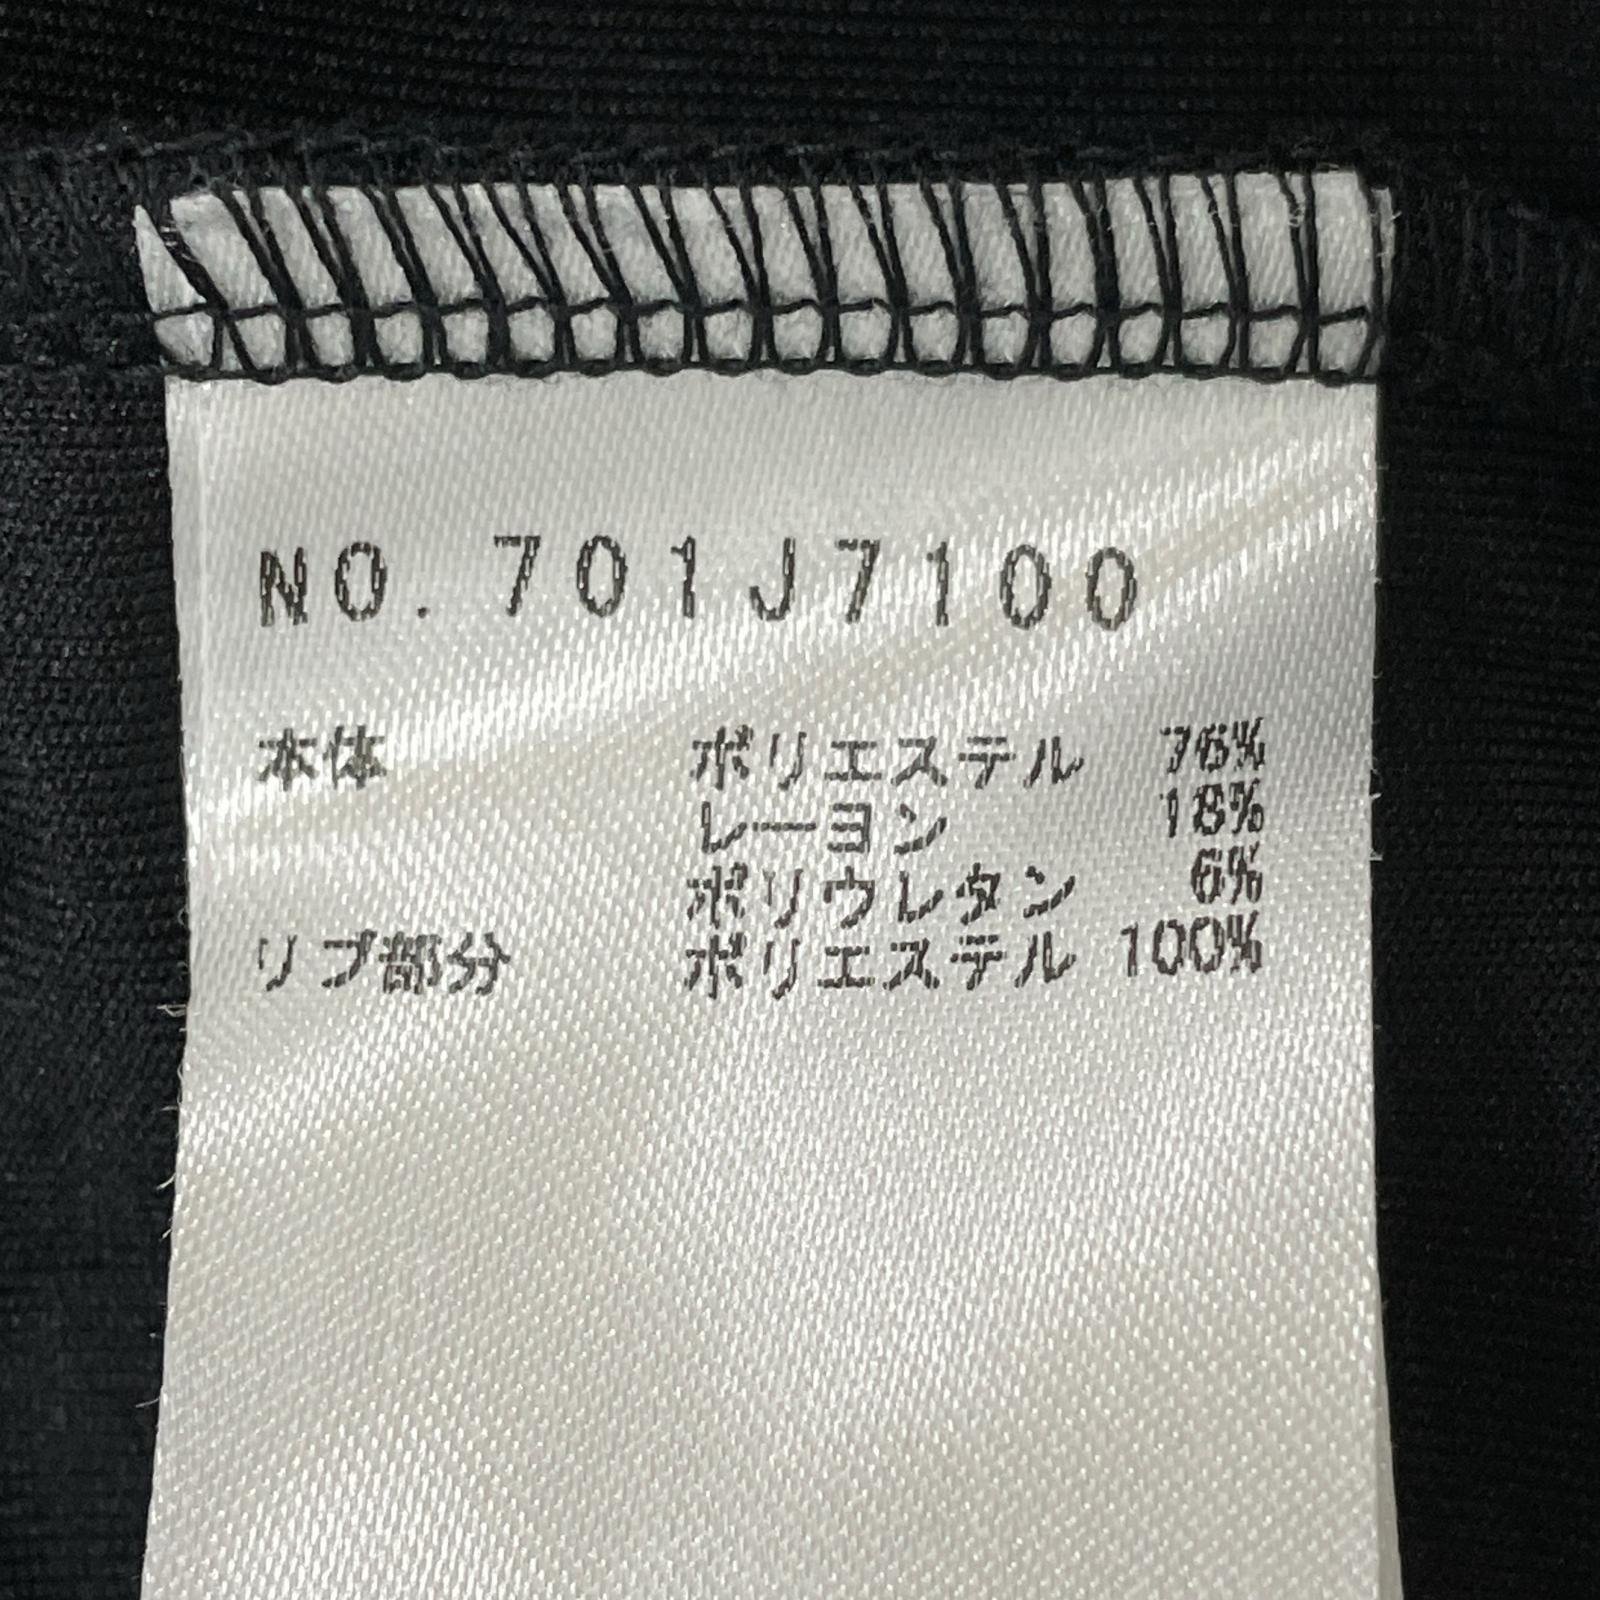 NO.701J7100
本体 ポリエステル 76%
レーヨン 18%
ポリウレタン 6%
リブ部分 ポリエステル 100%